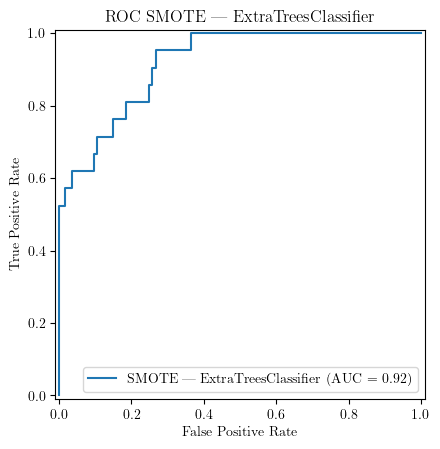 ROC SMOTE — ExtraTreesClassifier
1.0
0.8
0.6
0.4
0.2
0.0
True Positive Rate
SMOTE — ExtraTreesClassifier (AUC = 0.92)
0.0 0.2 0.4 0.6 0.8 1.0
False Positive Rate